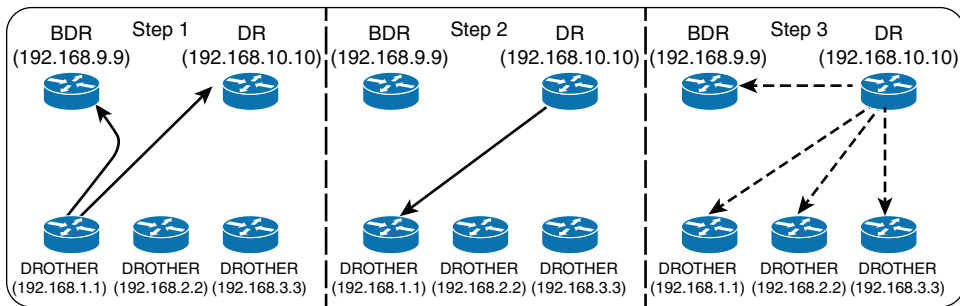 Step 1
BDR
(192.168.9.9)
DR
(192.168.10.10)
DROTHER
(192.168.1.1)
DROTHER
(192.168.2.2)
DROTHER
(192.168.3.3)
Step 2
BDR
(192.168.9.9)
DR
(192.168.10.10)
DROTHER
(192.168.1.1)
DROTHER
(192.168.2.2)
DROTHER
(192.168.3.3)
Step 3
BDR
(192.168.9.9)
DR
(192.168.10.10)
DROTHER
(192.168.1.1)
DROTHER
(192.168.2.2)
DROTHER
(192.168.3.3)